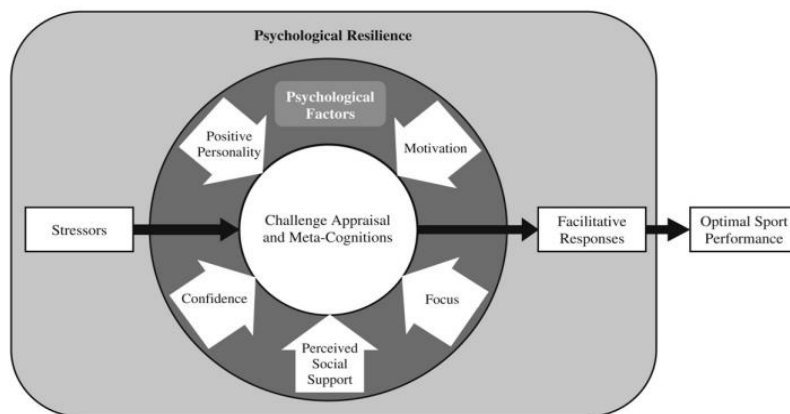 Psychological Resilience
Psychological
Factors
Positive
Personality
Motivation
Stressors
Challenge Appraisal
and Meta-Cognitions
Facilitative
Responses
Optimal Sport
Performance
Confidence
Focus
Perceived
Social
Support